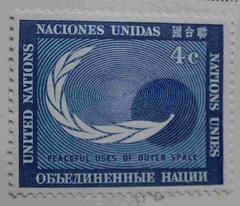 NACIONES UNIDAS
國合聯
4c
UNITED NATIONS
NATIONS UNIES
PEACEFUL USES OF OUTER SPACE
ОБЪЕДИНЕННЫЕ НАЦИИ